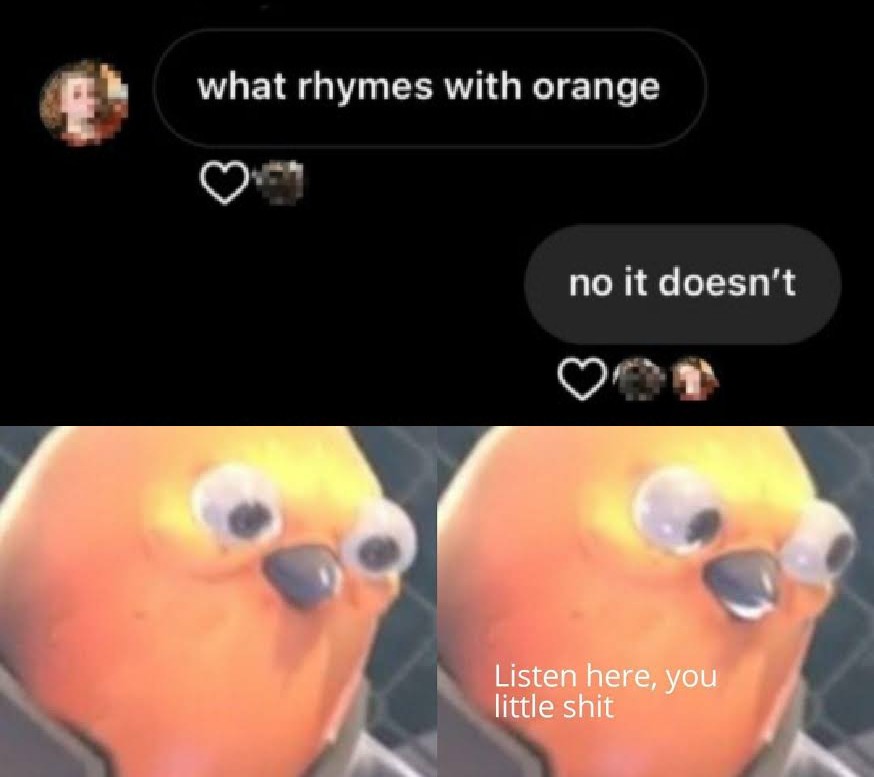 what rhymes with orange
no it doesn't
Listen here, you
little shit